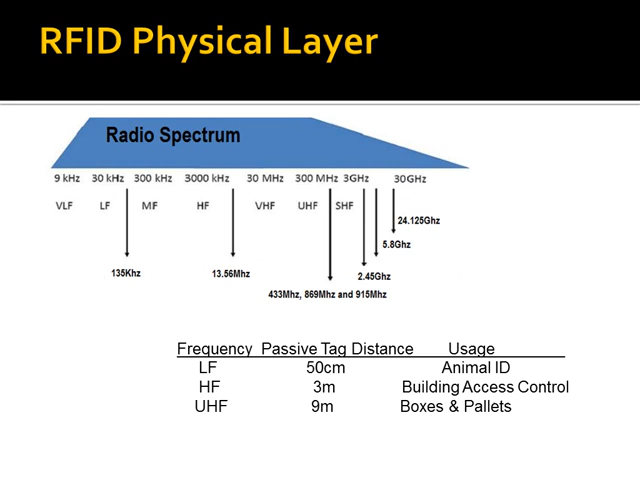 RFID Physical Layer
Radio Spectrum
9 kHz 30 kHz 300 kHz 3000 kHz 30 MHz 300 MHz 3GHz 30GHz
VLF LF MF HF VHF UHF SHF
24.125Ghz
5.8Ghz
135Khz 13.56Mhz 2.45Ghz
433Mhz, 869Mhz and 915Mhz
Frequency Passive Tag Distance Usage
LF 50cm Animal ID
HF 3m Building Access Control
UHF 9m Boxes & Pallets